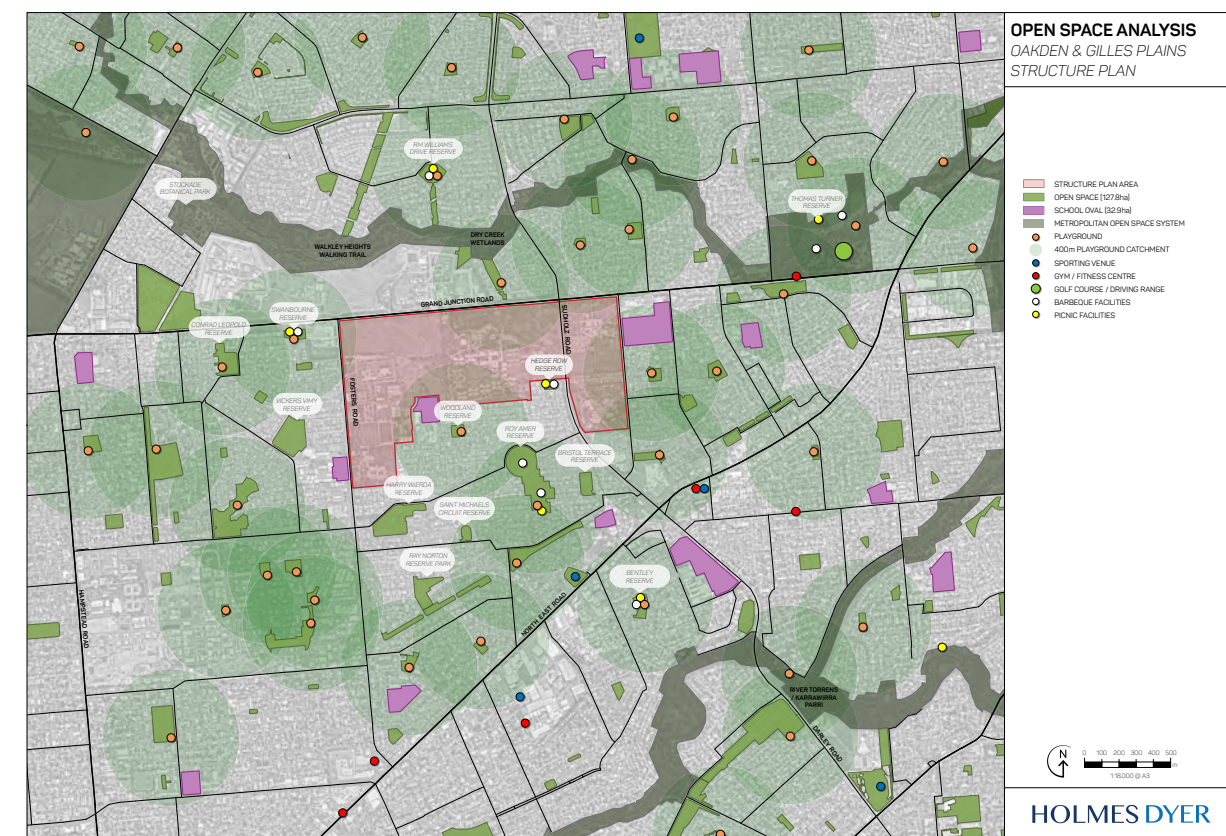 OPEN SPACE ANALYSIS
OAKDEN & GILLES PLAINS
STRUCTURE PLAN
STRUCTURE PLAN AREA
OPEN SPACE (127.8ha)
SCHOOL OVAL (32.9ha)
METROPOLITAN OPEN SPACE SYSTEM
PLAYGROUND
400m PLAYGROUND CATCHMENT
SPORTING VENUE
GYM / FITNESS CENTRE
GOLF COURSE / DRIVING RANGE
BARBEQUE FACILITIES
PICNIC FACILITIES
RM WILLIAMS
DRIVE RESERVE
STOCKADE
BOTANICAL PARK
THOMAS TURNER
RESERVE
WALKLEY HEIGHTS
WALKING TRAIL
DRY CREEK
WETLANDS
GRAND JUNCTION ROAD
SUDHOLZ ROAD
SWANBOURNE
RESERVE
CONRAD LEOPOLD
RESERVE
HEDGE ROW
RESERVE
FOSTERS ROAD
VICKERS VIMY
RESERVE
WOODLAND
RESERVE
ROY AMER
RESERVE
BRISTOL TERRACE
RESERVE
HARRY WIERDA
RESERVE
SAINT MICHAELS
CIRCUIT RESERVE
RAY NORTON
RESERVE PARK
BENTLEY
RESERVE
HAMPSTEAD ROAD
NORTH EAST ROAD
RIVER TORRENS
/ KARRAWIRRA
PARRI
DARLEY ROAD
N
0 100 200 300 400 500
m
1:18,000 @ A3
HOLMES DYER